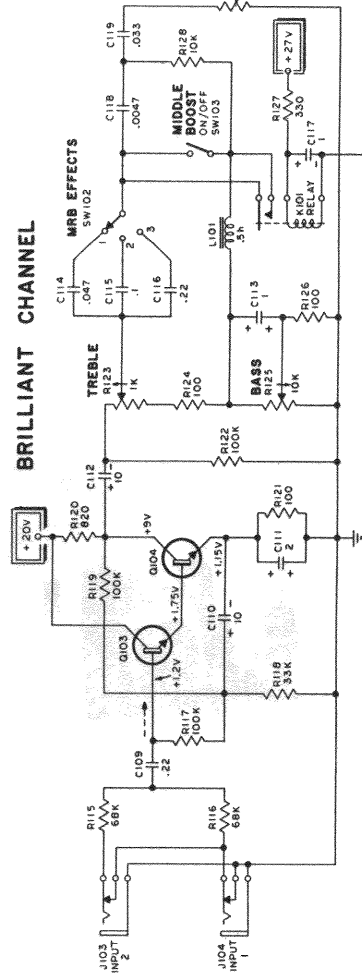 BRILLIANT CHANNEL
J103
INPUT
2
J104
INPUT
1
R115
68K
R116
68K
C109
.22
R117
100K
Q103
+1.2V
+1.75V
C110
10
R118
33K
R119
100K
+20V
R120
820
+9V
Q104
+1.15V
C111
2
R121
100
C112
10
R122
100K
TREBLE
R123
1K
R124
100
BASS
R125
10K
C113
1
R126
100
L101
.5h
C114
.047
C115
.1
C116
.22
MRB EFFECTS
SW102
1
2
3
C118
.0047
C119
.033
R128
10K
MIDDLE
BOOST
ON/OFF
SW103
K101
RELAY
C117
1
R127
330
+27V